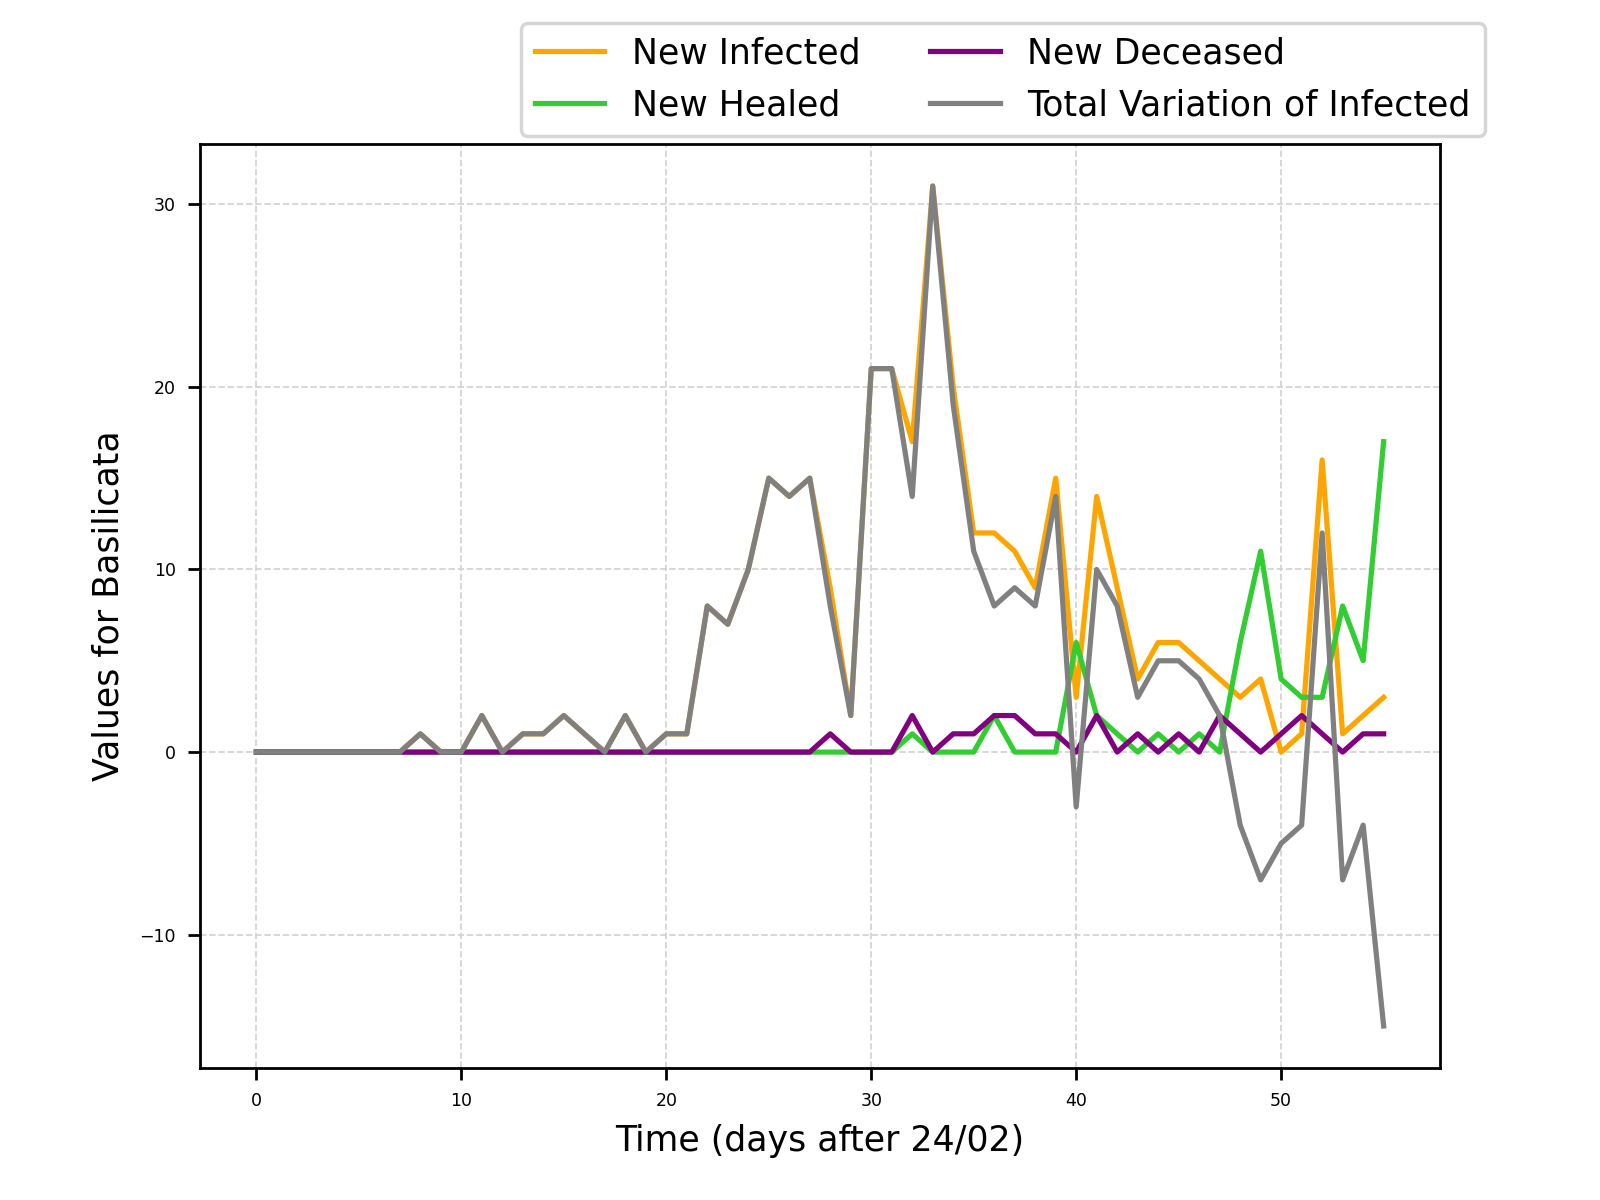 New Infected
New Healed
New Deceased
Total Variation of Infected
Values for Basilicata
30
20
10
0
−10
0 10 20 30 40 50
Time (days after 24/02)